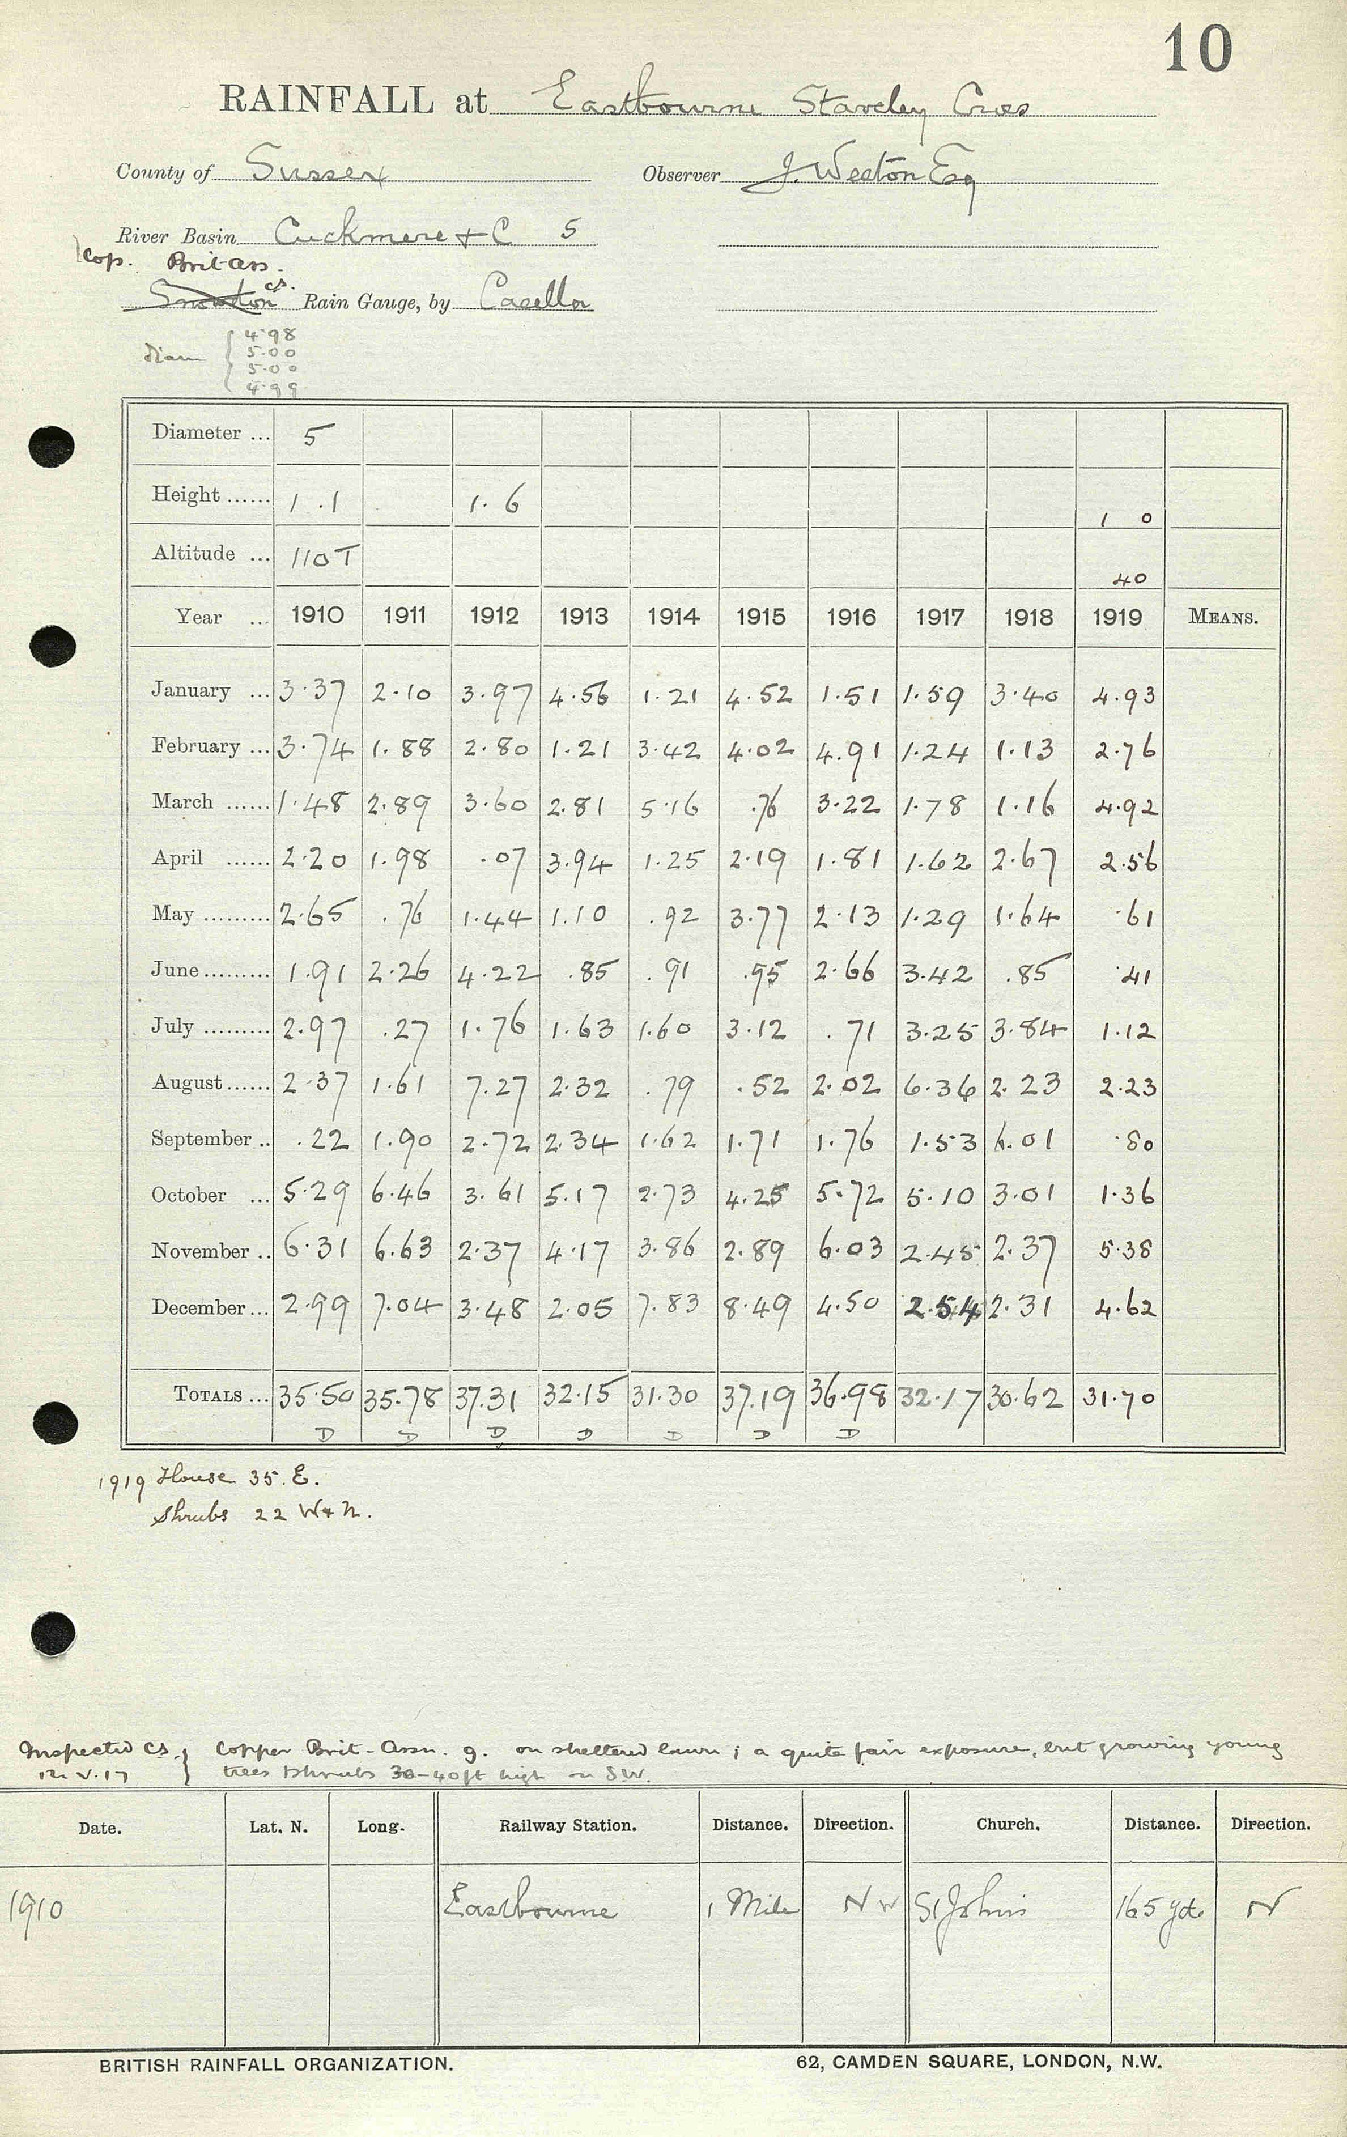 10
RAINFALL at Eastbourne Staveley Cross
County of Sussex Observer J. Weeton Esq
River Basin Cuckmere & C 5
Cop. Brit Ass. cs.
Snowdon Rain Gauge, by Casella
Diam { 4.98
5.00
5.00
4.99
Diameter ... 5
Height ...... 1 . 1 1 . 6 1 0
Altitude ... 110 T 40
Year ... 1910 1911 1912 1913 1914 1915 1916 1917 1918 1919 MEANS.
January ... 3.37 2.10 3.97 4.56 1.21 4.52 1.51 1.59 3.40 4.93
February ... 3.74 1.88 2.80 1.21 3.42 4.02 4.91 1.24 1.13 2.76
March ...... 1.48 2.89 3.60 2.81 5.16 .76 3.22 1.78 1.16 4.92
April ...... 2.20 1.98 .07 3.94 1.25 2.19 1.81 1.62 2.67 2.56
May ......... 2.65 .76 1.44 1.10 .92 3.77 2.13 1.29 1.64 .61
June ......... 1.91 2.26 4.22 .85 .91 .95 2.66 3.42 .85 .41
July ......... 2.97 .27 1.76 1.63 1.60 3.12 .71 3.25 3.84 1.12
August ...... 2.37 1.61 7.27 2.32 .79 .52 2.02 6.36 2.23 2.23
September .. .22 1.90 2.72 2.34 1.62 1.71 1.76 1.53 6.01 .80
October ... 5.29 6.46 3.61 5.17 2.73 4.25 5.72 5.10 3.01 1.36
November .. 6.31 6.63 2.37 4.17 3.86 2.89 6.03 2.45 2.37 5.38
December ... 2.99 7.04 3.48 2.05 7.83 8.49 4.50 2.54 2.31 4.62
TOTALS ... 35.50 35.78 37.31 32.15 31.30 37.19 36.98 32.17 30.62 31.70
D D D D D D D
1919 House 35. E.
Shrubs 22 W & N.
Inspected CS. } Copper Brit-Assn. g. on sheltered lawn ; a quite fair exposure, but growing young
12. V. 17 trees & shrubs 30-40ft high on SW.
Date. Lat. N. Long. Railway Station. Distance. Direction. Church. Distance. Direction.
1910 Eastbourne 1 Mile N W St Johns 165 yds N
BRITISH RAINFALL ORGANIZATION. 62, CAMDEN SQUARE, LONDON, N.W.